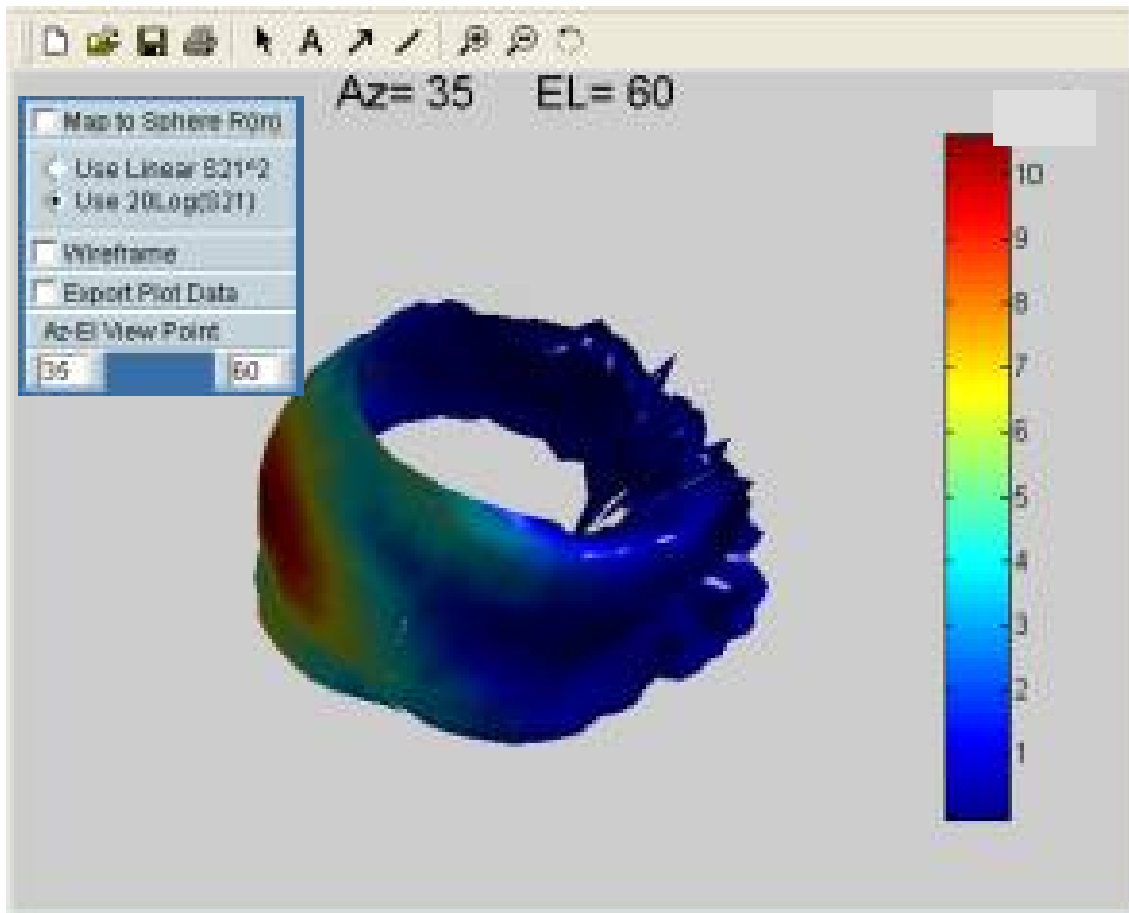 A
Az= 35 EL= 60
Map to Sphere
Use Linear S21^2
Use 20Log(S21)
Wireframe
Export Plot Data
Az-El View Point
35 60
10
9
8
7
6
5
4
3
2
1